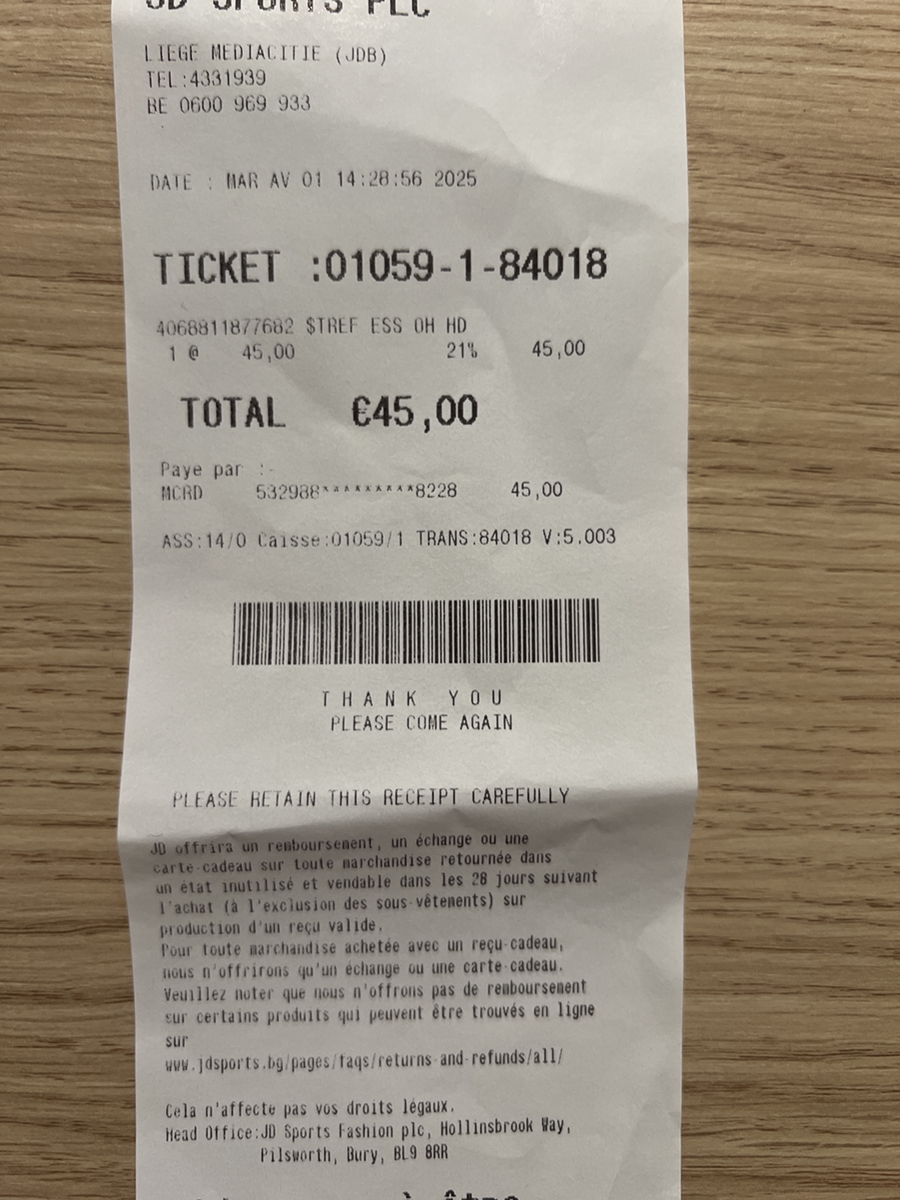 JD SPORTS PLC
LIEGE MEDIACITIE (JDB)
TEL:4331939
BE 0600 969 933
DATE : MAR AV 01 14:28:56 2025
TICKET :01059-1-84018
4068811877682 $TREF ESS OH HD
1 @ 45,00 21% 45,00
TOTAL €45,00
Paye par :-
MCRD 532988*********8228 45,00
ASS:14/0 Caisse:01059/1 TRANS:84018 V:5.003
THANK YOU
PLEASE COME AGAIN
PLEASE RETAIN THIS RECEIPT CAREFULLY
JD offrira un remboursement, un échange ou une
carte-cadeau sur toute marchandise retournée dans
un état inutilisé et vendable dans les 28 jours suivant
l'achat (à l'exclusion des sous-vêtements) sur
production d'un reçu valide.
Pour toute marchandise achetée avec un reçu-cadeau,
nous n'offrirons qu'un échange ou une carte-cadeau.
Veuillez noter que nous n'offrons pas de remboursement
sur certains produits qui peuvent être trouvés en ligne
sur
www.jdsports.bg/pages/faqs/returns-and-refunds/all/
Cela n'affecte pas vos droits légaux.
Head Office:JD Sports Fashion plc, Hollinsbrook Way,
Pilsworth, Bury, BL9 8RR
à être